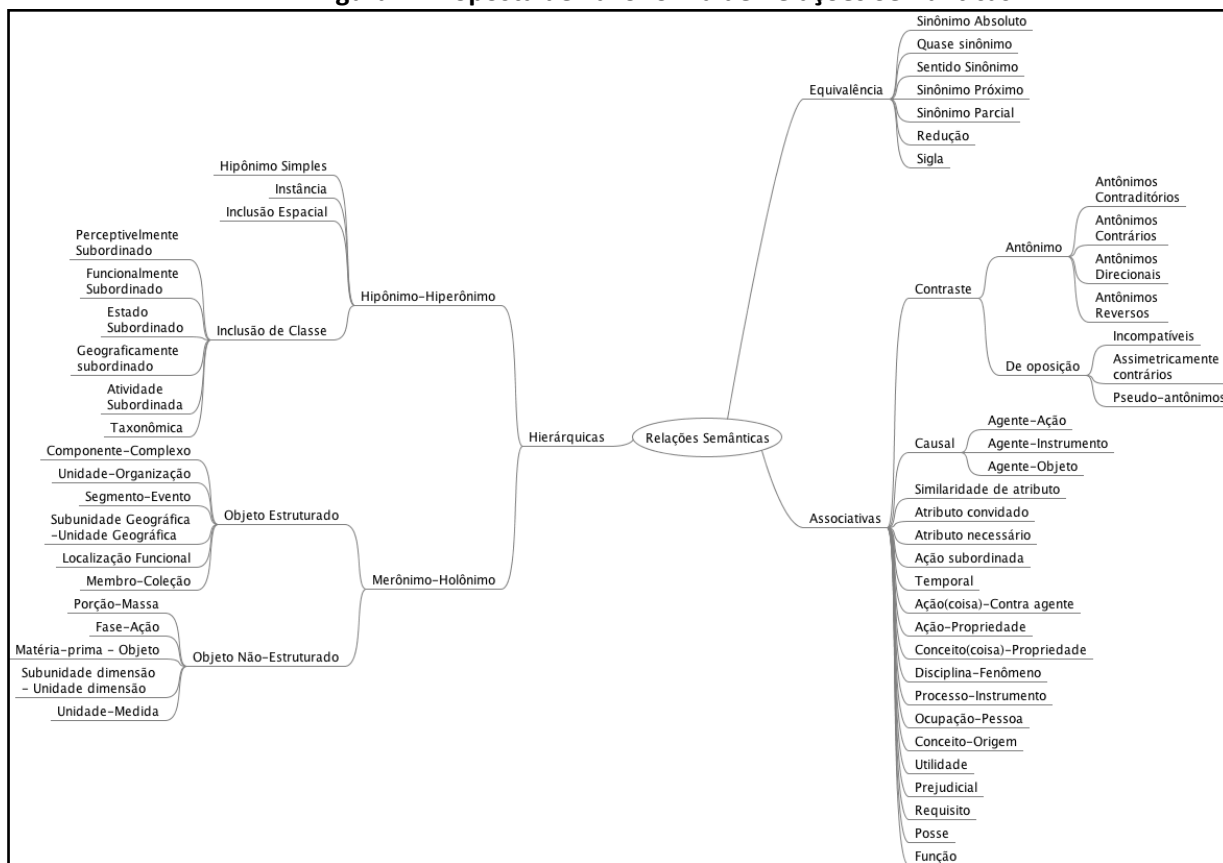 Sinônimo Absoluto
Quase sinônimo
Sentido Sinônimo
Equivalência
Sinônimo Próximo
Sinônimo Parcial
Redução
Sigla
Hipônimo Simples
Instância
Inclusão Espacial
Perceptivelmente
Subordinado
Funcionalmente
Subordinado
Estado
Subordinado
Geograficamente
subordinado
Atividade
Subordinada
Taxonômica
Inclusão de Classe
Hipônimo-Hiperônimo
Hierárquicas
Relações Semânticas
Componente-Complexo
Unidade-Organização
Segmento-Evento
Subunidade Geográfica
-Unidade Geográfica
Localização Funcional
Membro-Coleção
Objeto Estruturado
Merônimo-Holônimo
Porção-Massa
Fase-Ação
Matéria-prima - Objeto
Subunidade dimensão
- Unidade dimensão
Unidade-Medida
Objeto Não-Estruturado
Antônimos
Contraditórios
Antônimos
Contrários
Antônimos
Direcionais
Antônimos
Reversos
Antônimo
Contraste
Incompatíveis
Assimetricamente
contrários
Pseudo-antônimos
De oposição
Agente-Ação
Causal
Agente-Instrumento
Agente-Objeto
Similaridade de atributo
Associativas
Atributo convidado
Atributo necessário
Ação subordinada
Temporal
Ação(coisa)-Contra agente
Ação-Propriedade
Conceito(coisa)-Propriedade
Disciplina-Fenômeno
Processo-Instrumento
Ocupação-Pessoa
Conceito-Origem
Utilidade
Prejudicial
Requisito
Posse
Função